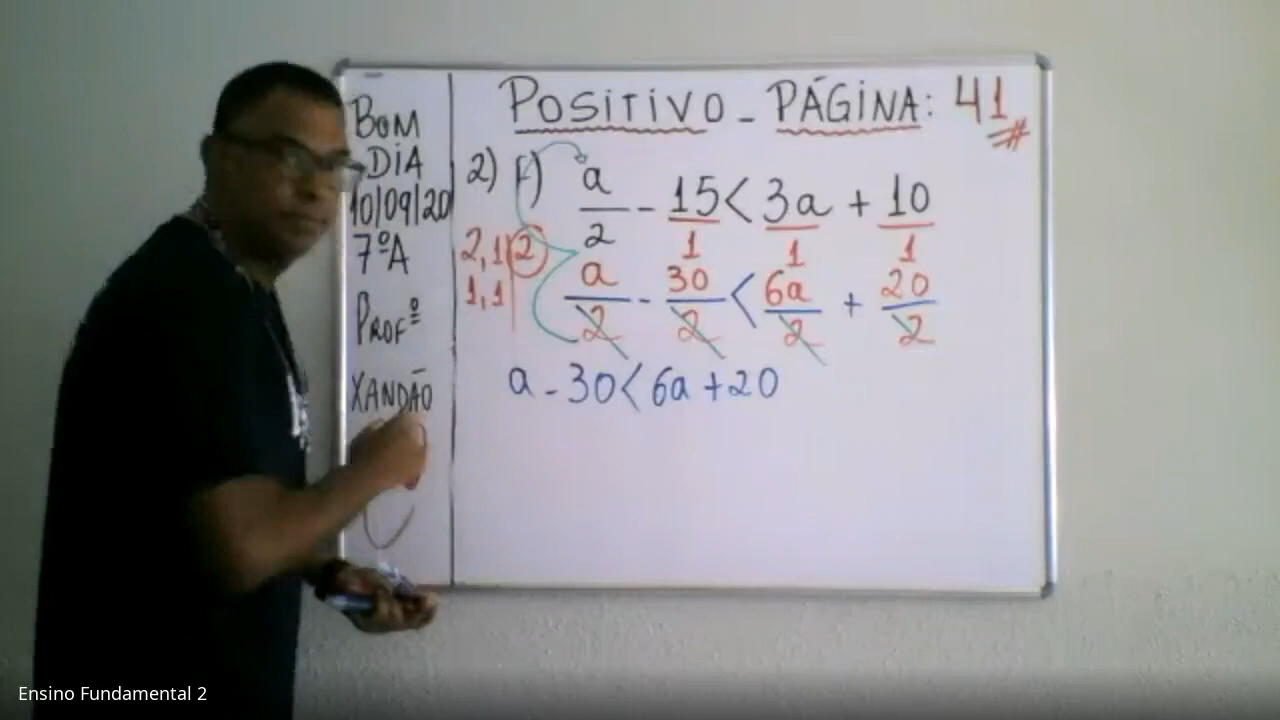 BOM
DIA
10/09/20
7ºA
PROFº
XANDÃO
POSITIVO - PÁGINA: 41
2) f) a/2 - 15/1 < 3a/1 + 10/1
2,1|2
1,1|
a/2 - 30/2 < 6a/2 + 20/2
a - 30 < 6a + 20
Ensino Fundamental 2